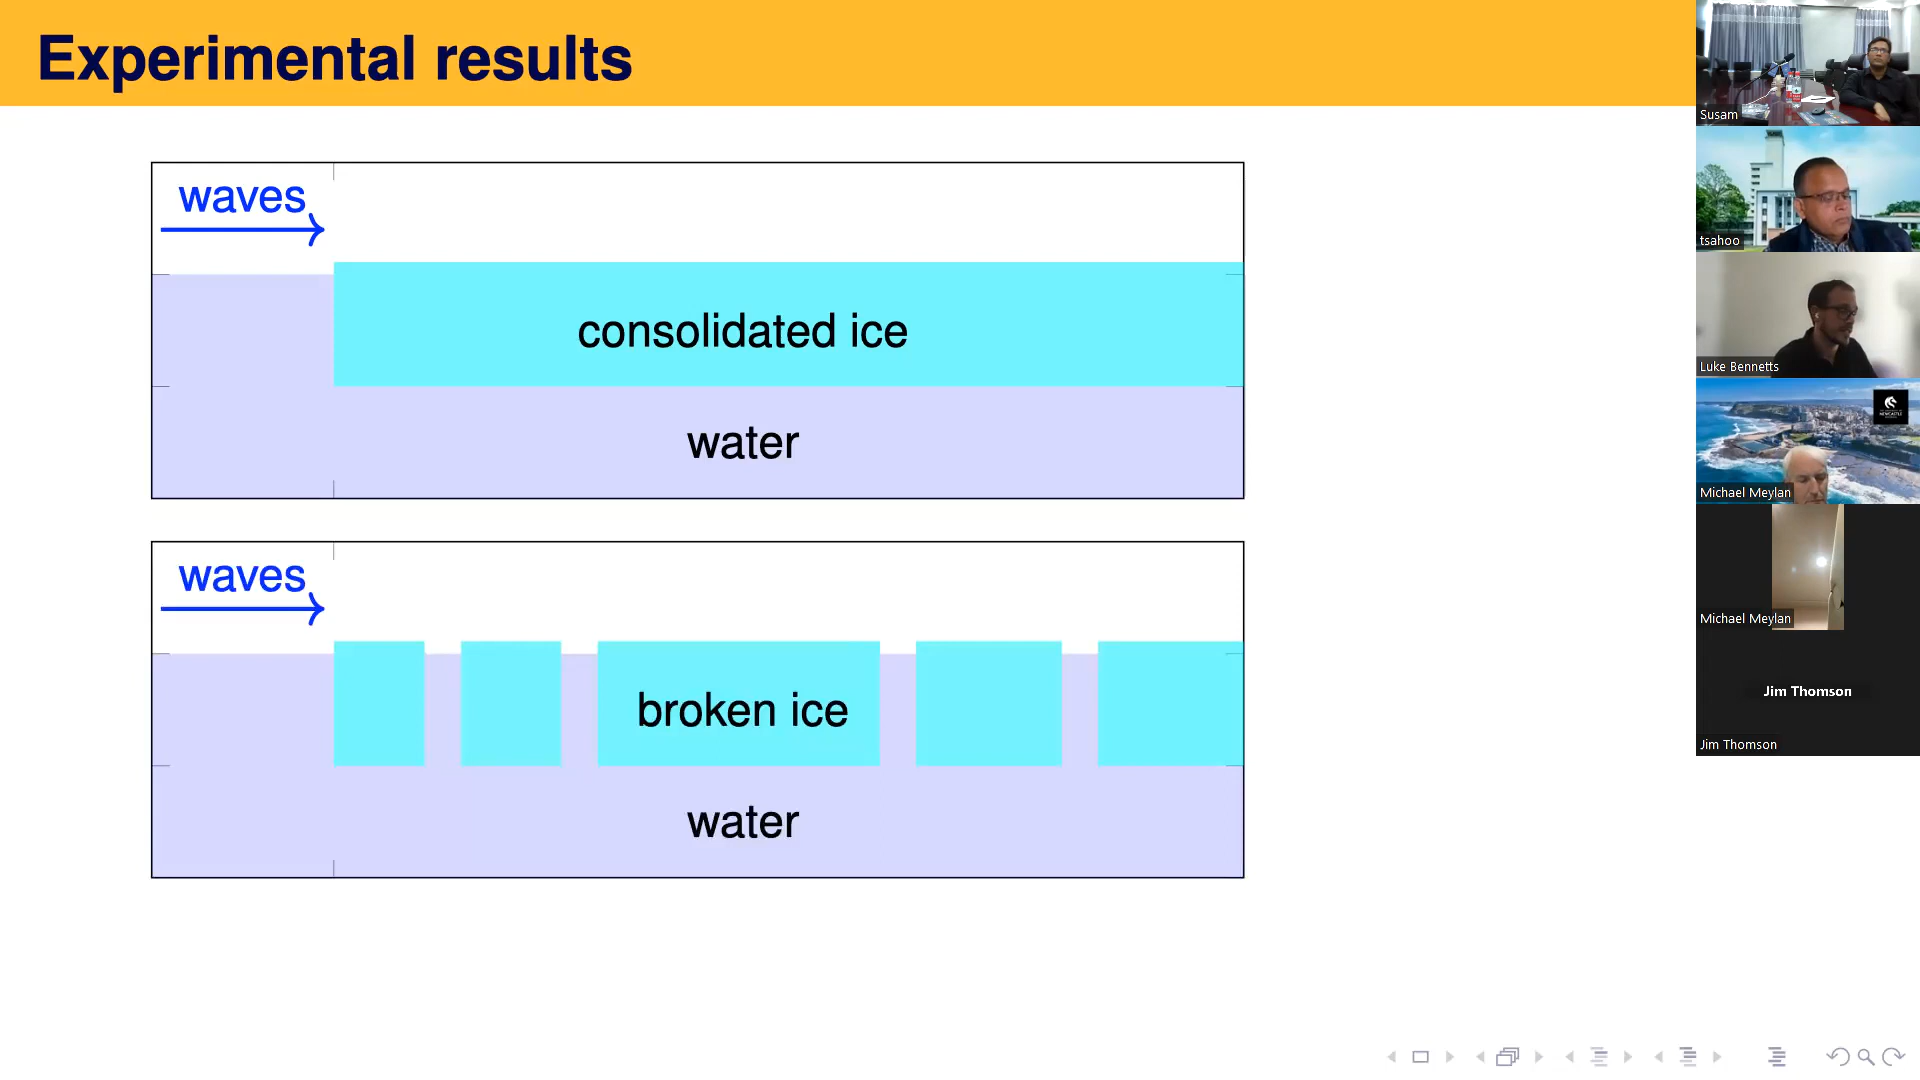 Experimental results
waves
consolidated ice
water
waves
broken ice
water
Susam
tsahoo
Luke Bennetts
Michael Meylan
Michael Meylan
Jim Thomson
Jim Thomson